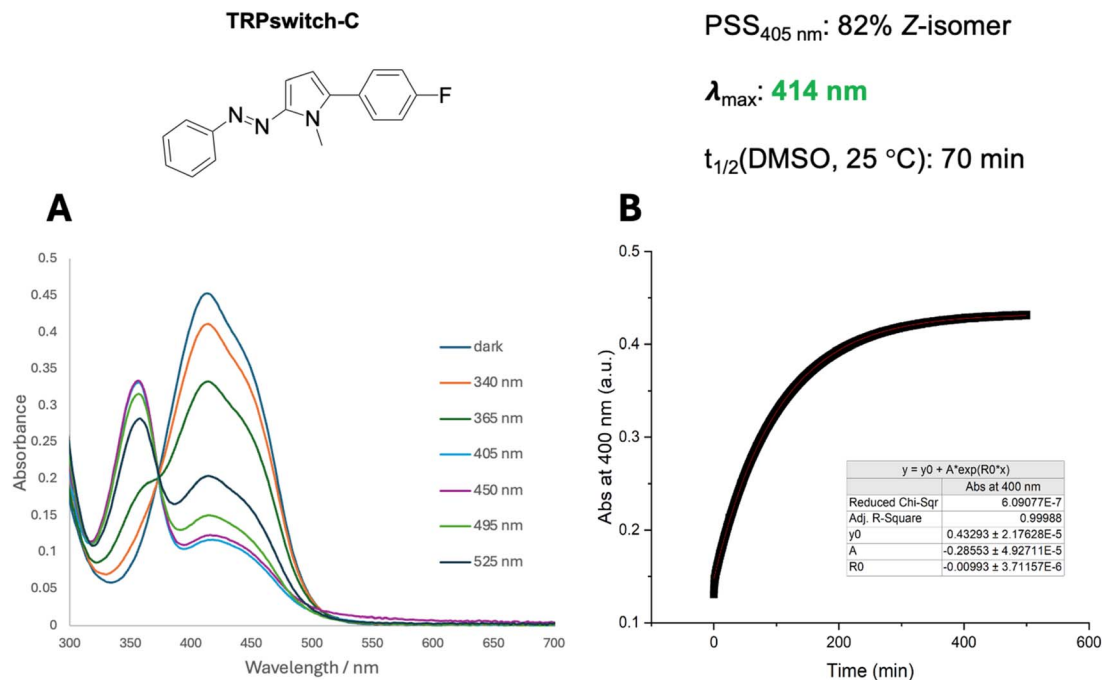 TRPswitch-C
N
N
N
F
PSS405 nm: 82% Z-isomer
λmax: 414 nm
t1/2(DMSO, 25 °C): 70 min
A
0.5
0.45
0.4
0.35
0.3
0.25
0.2
0.15
0.1
0.05
0
Absorbance
300 350 400 450 500 550 600 650 700
Wavelength / nm
dark
340 nm
365 nm
405 nm
450 nm
495 nm
525 nm
B
0.5
0.4
0.3
0.2
0.1
Abs at 400 nm (a.u.)
0 200 400 600
Time (min)
y = y0 + A*exp(R0*x)
Abs at 400 nm
Reduced Chi-Sqr 6.09077E-7
Adj. R-Square 0.99988
y0 0.43293 ± 2.17628E-5
A -0.28553 ± 4.92711E-5
R0 -0.00993 ± 3.71157E-6